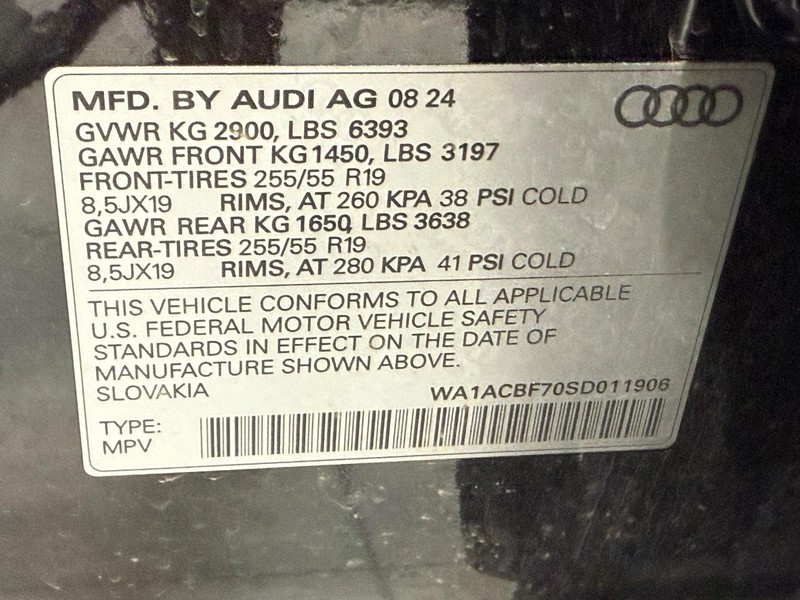 MFD. BY AUDI AG 08 24
GVWR KG 2900, LBS 6393
GAWR FRONT KG 1450, LBS 3197
FRONT-TIRES 255/55 R19
8,5JX19 RIMS, AT 260 KPA 38 PSI COLD
GAWR REAR KG 1650, LBS 3638
REAR-TIRES 255/55 R19
8,5JX19 RIMS, AT 280 KPA 41 PSI COLD
THIS VEHICLE CONFORMS TO ALL APPLICABLE
U.S. FEDERAL MOTOR VEHICLE SAFETY
STANDARDS IN EFFECT ON THE DATE OF
MANUFACTURE SHOWN ABOVE.
SLOVAKIA WA1ACBF70SD011906
TYPE:
MPV